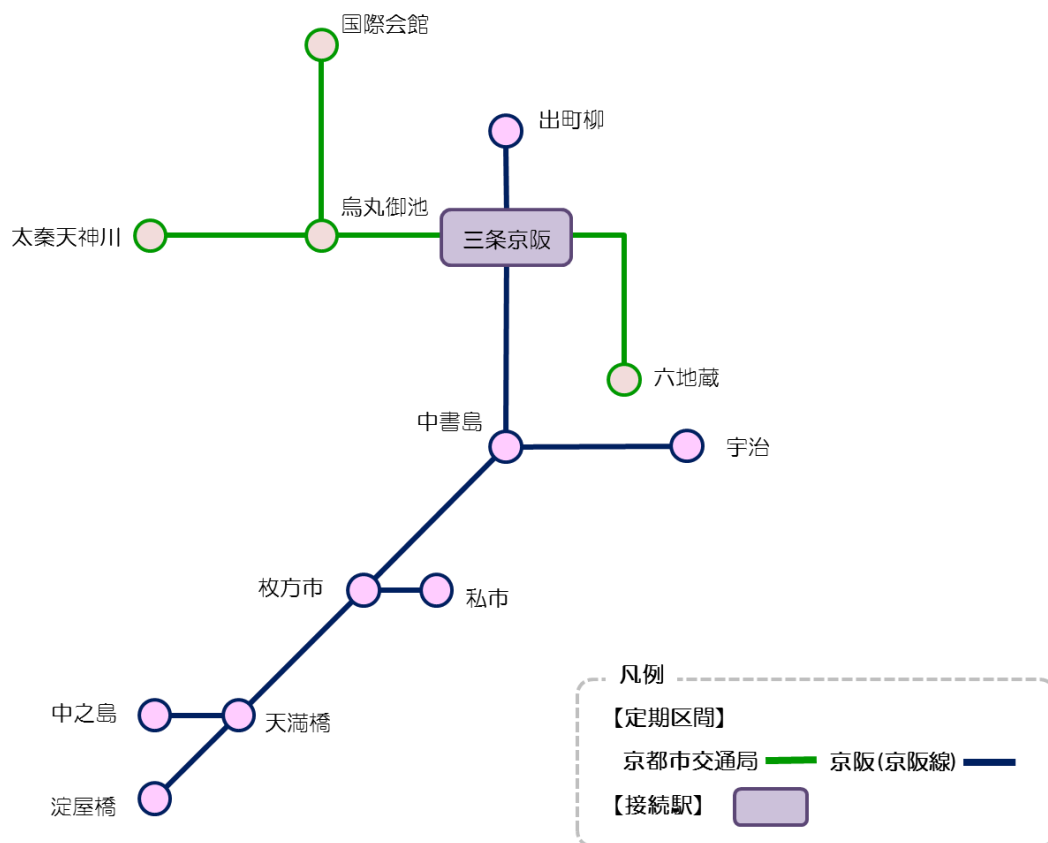 国際会館
出町柳
烏丸御池
太秦天神川
三条京阪
六地蔵
中書島
宇治
枚方市
私市
中之島
天満橋
淀屋橋
凡例
【定期区間】
京都市交通局 京阪(京阪線)
【接続駅】